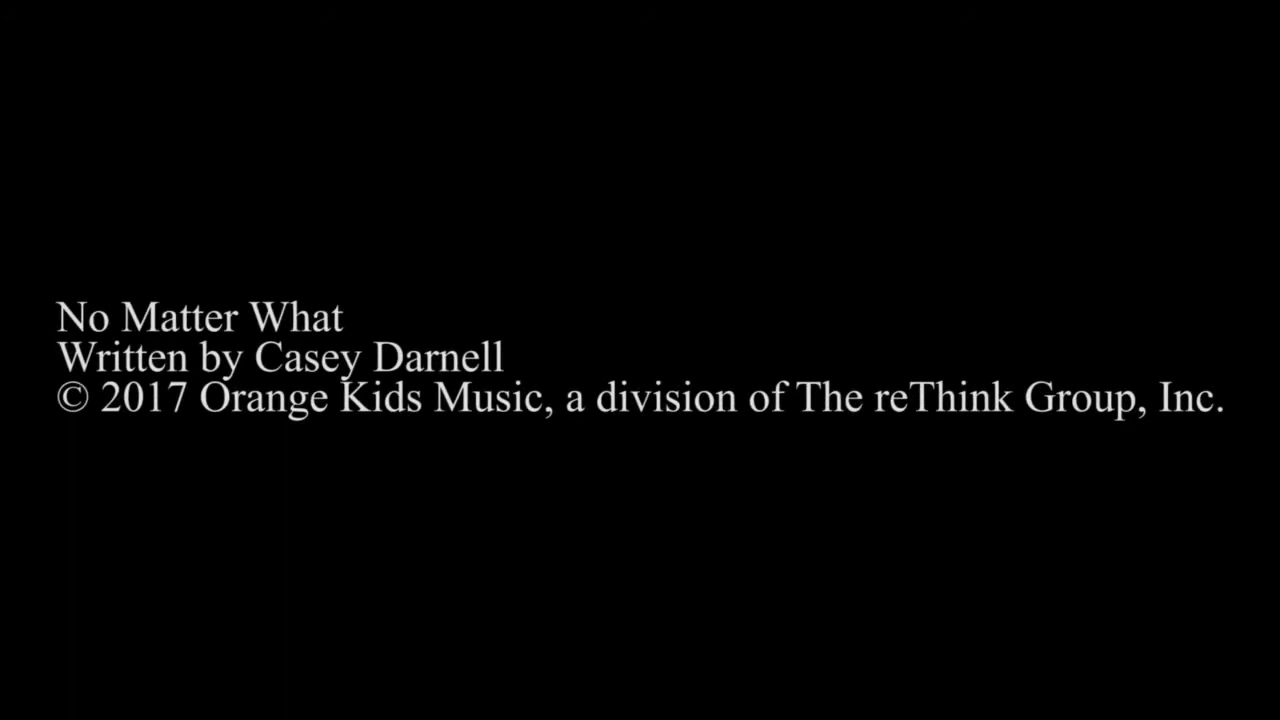 No Matter What
Written by Casey Darnell
© 2017 Orange Kids Music, a division of The reThink Group, Inc.